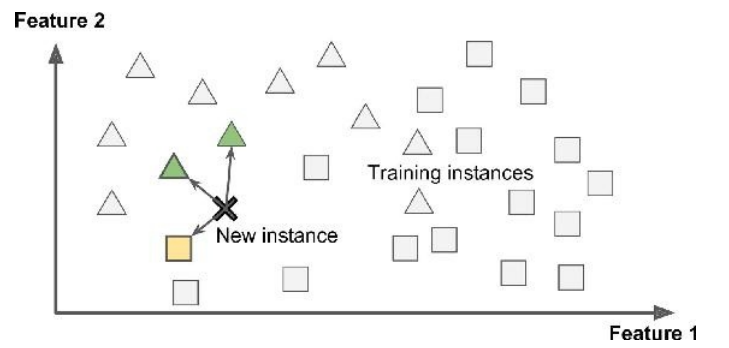 Feature 2
Training instances
New instance
Feature 1